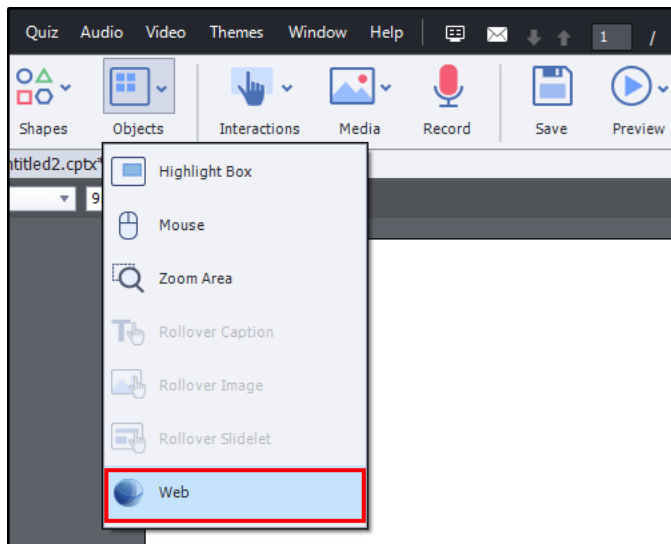 Quiz Audio Video Themes Window Help 1 /
Shapes Objects Interactions Media Record Save Preview
ntitled2.cptx*
9
Highlight Box
Mouse
Zoom Area
Rollover Caption
Rollover Image
Rollover Slidelet
Web